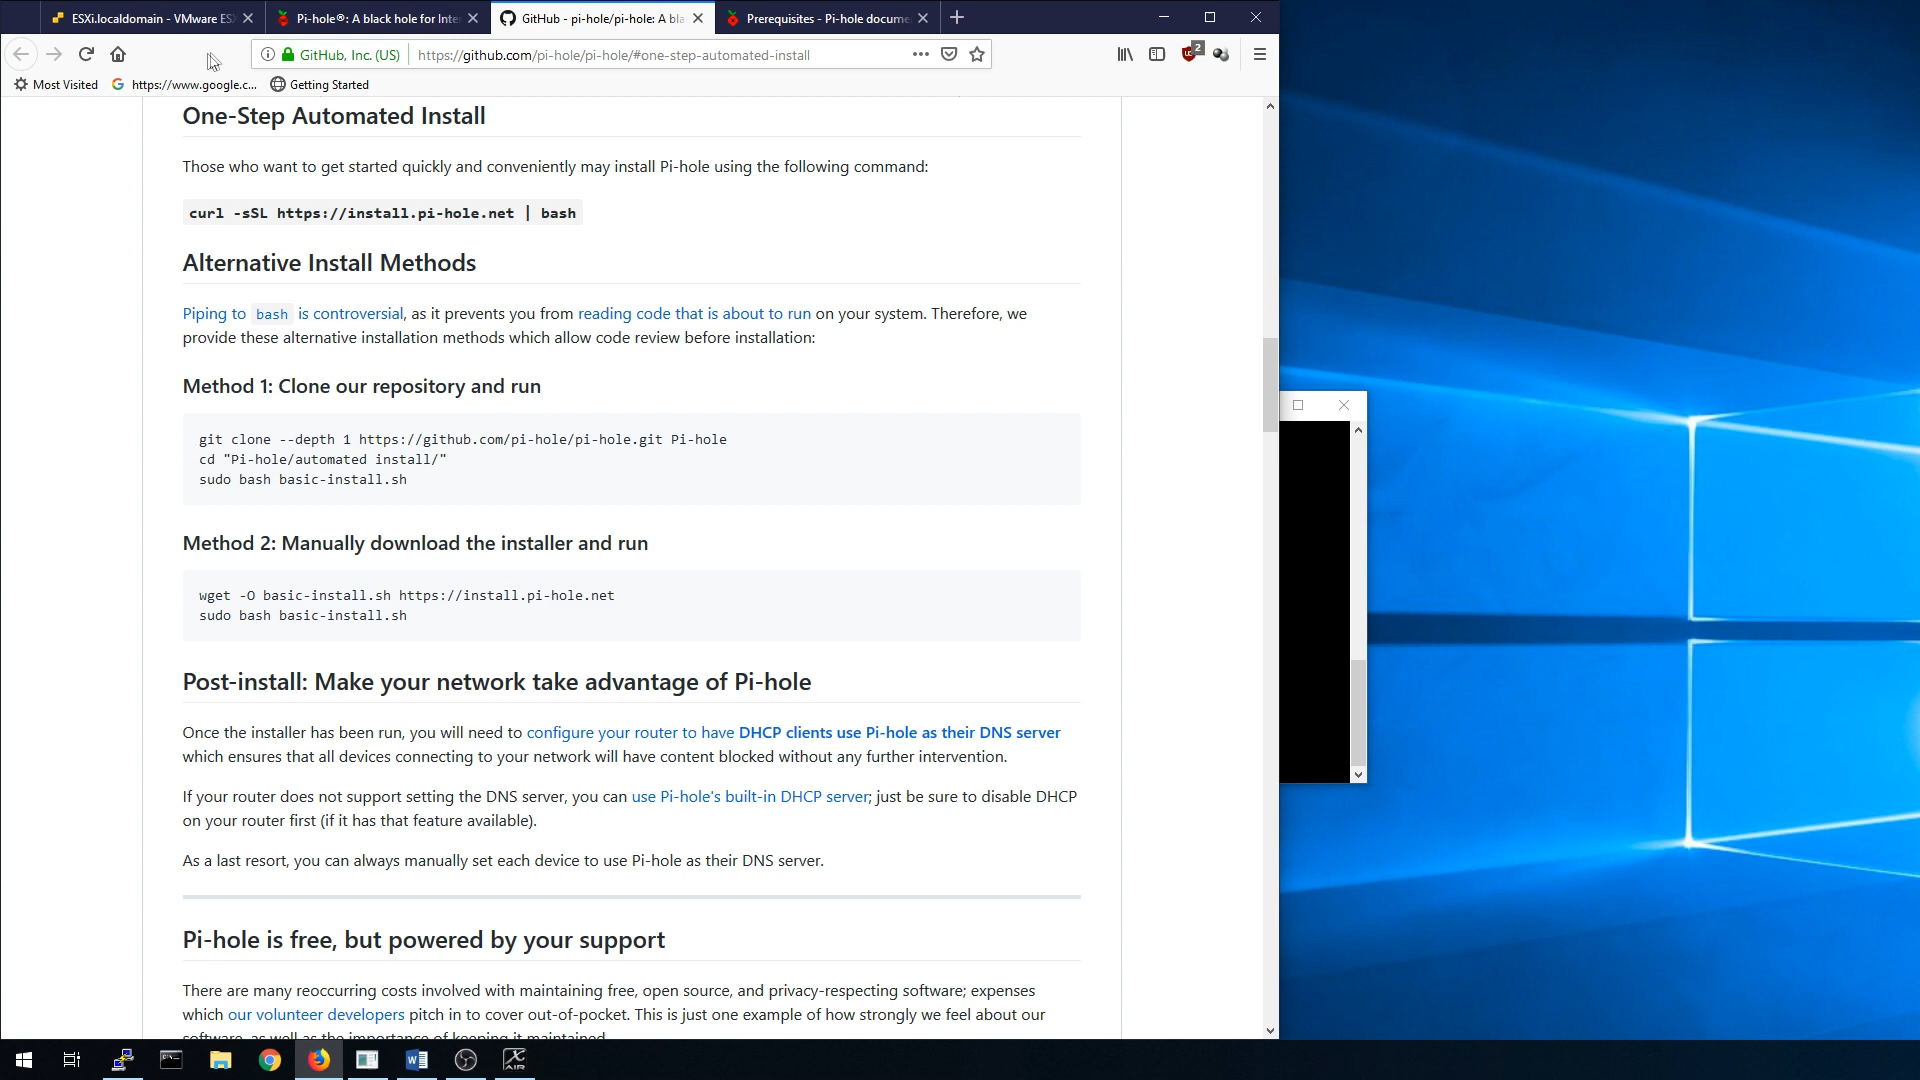 ESXi.localdomain - VMware ESX
Pi-hole®: A black hole for Inter
GitHub - pi-hole/pi-hole: A bla
Prerequisites - Pi-hole docume
GitHub, Inc. (US)
https://github.com/pi-hole/pi-hole/#one-step-automated-install
2
Most Visited
https://www.google.c...
Getting Started
One-Step Automated Install
Those who want to get started quickly and conveniently may install Pi-hole using the following command:
curl -sSL https://install.pi-hole.net | bash
Alternative Install Methods
Piping to bash is controversial, as it prevents you from reading code that is about to run on your system. Therefore, we
provide these alternative installation methods which allow code review before installation:
Method 1: Clone our repository and run
git clone --depth 1 https://github.com/pi-hole/pi-hole.git Pi-hole
cd "Pi-hole/automated install/"
sudo bash basic-install.sh
Method 2: Manually download the installer and run
wget -O basic-install.sh https://install.pi-hole.net
sudo bash basic-install.sh
Post-install: Make your network take advantage of Pi-hole
Once the installer has been run, you will need to configure your router to have DHCP clients use Pi-hole as their DNS server
which ensures that all devices connecting to your network will have content blocked without any further intervention.
If your router does not support setting the DNS server, you can use Pi-hole's built-in DHCP server; just be sure to disable DHCP
on your router first (if it has that feature available).
As a last resort, you can always manually set each device to use Pi-hole as their DNS server.
Pi-hole is free, but powered by your support
There are many reoccurring costs involved with maintaining free, open source, and privacy-respecting software; expenses
which our volunteer developers pitch in to cover out-of-pocket. This is just one example of how strongly we feel about our
software, as well as the importance of keeping it maintained.
AIR